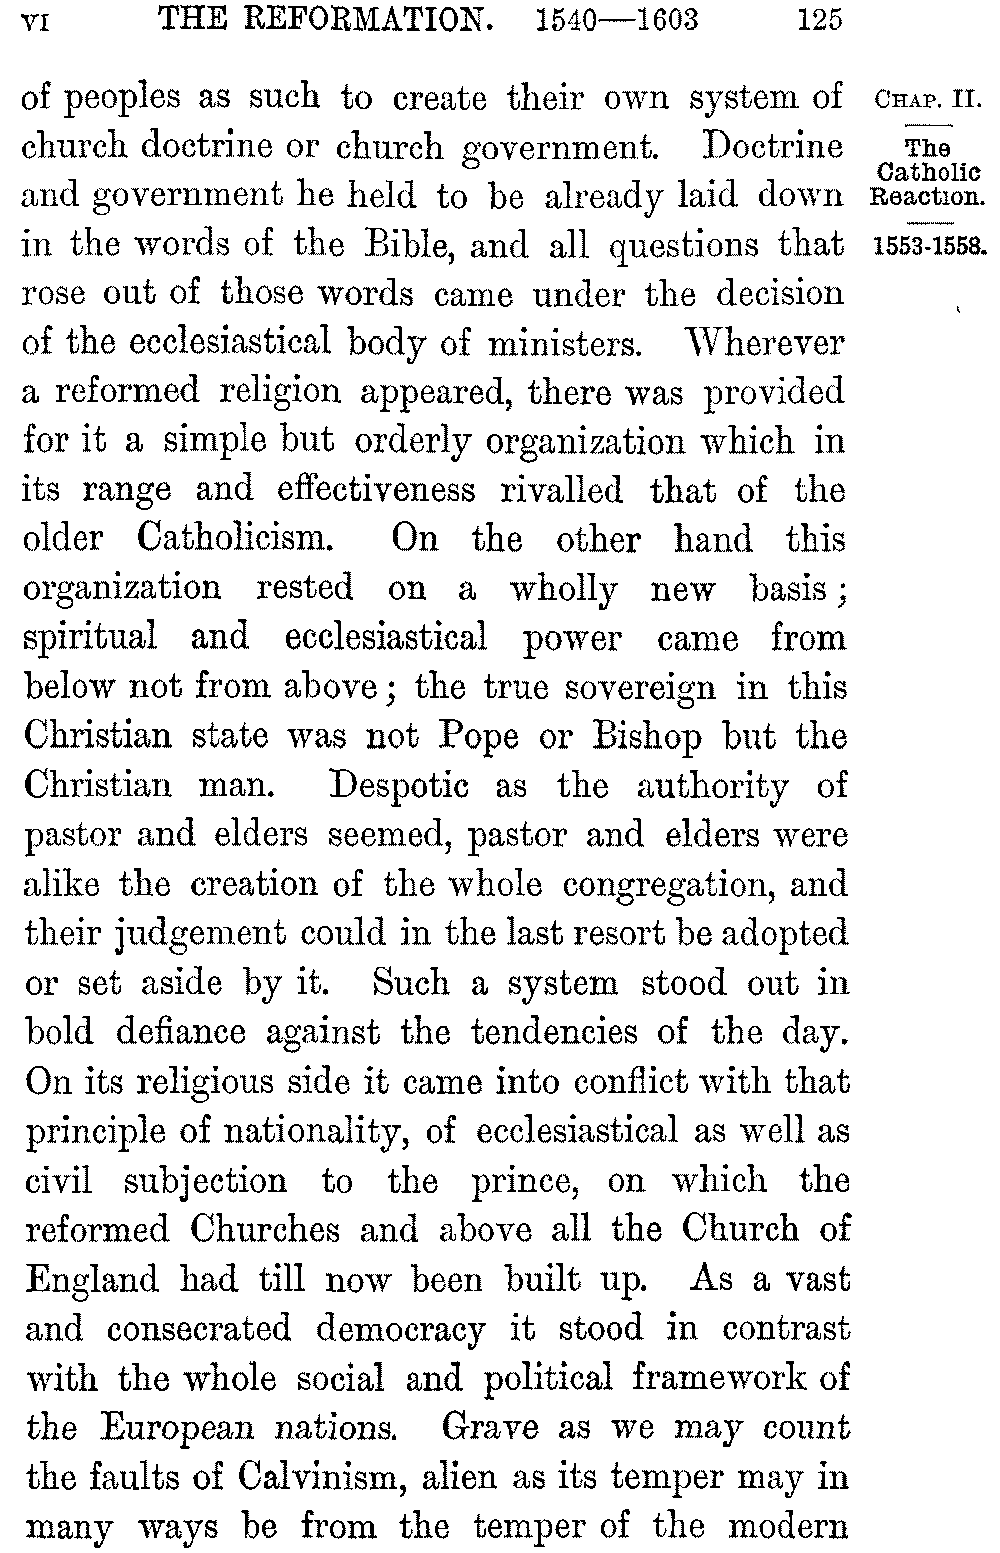 VI THE REFORMATION. 1540—1603 125
of peoples as such to create their own system of
church doctrine or church government. Doctrine
and government he held to be already laid down
in the words of the Bible, and all questions that
rose out of those words came under the decision
of the ecclesiastical body of ministers. Wherever
a reformed religion appeared, there was provided
for it a simple but orderly organization which in
its range and effectiveness rivalled that of the
older Catholicism. On the other hand this
organization rested on a wholly new basis;
spiritual and ecclesiastical power came from
below not from above; the true sovereign in this
Christian state was not Pope or Bishop but the
Christian man. Despotic as the authority of
pastor and elders seemed, pastor and elders were
alike the creation of the whole congregation, and
their judgement could in the last resort be adopted
or set aside by it. Such a system stood out in
bold defiance against the tendencies of the day.
On its religious side it came into conflict with that
principle of nationality, of ecclesiastical as well as
civil subjection to the prince, on which the
reformed Churches and above all the Church of
England had till now been built up. As a vast
and consecrated democracy it stood in contrast
with the whole social and political framework of
the European nations. Grave as we may count
the faults of Calvinism, alien as its temper may in
many ways be from the temper of the modern
CHAP. II.
The
Catholic
Reaction.
1553-1558.